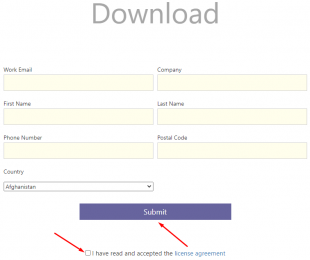 Download
Work Email
Company
First Name
Last Name
Phone Number
Postal Code
Country
Afghanistan
Submit
I have read and accepted the license agreement